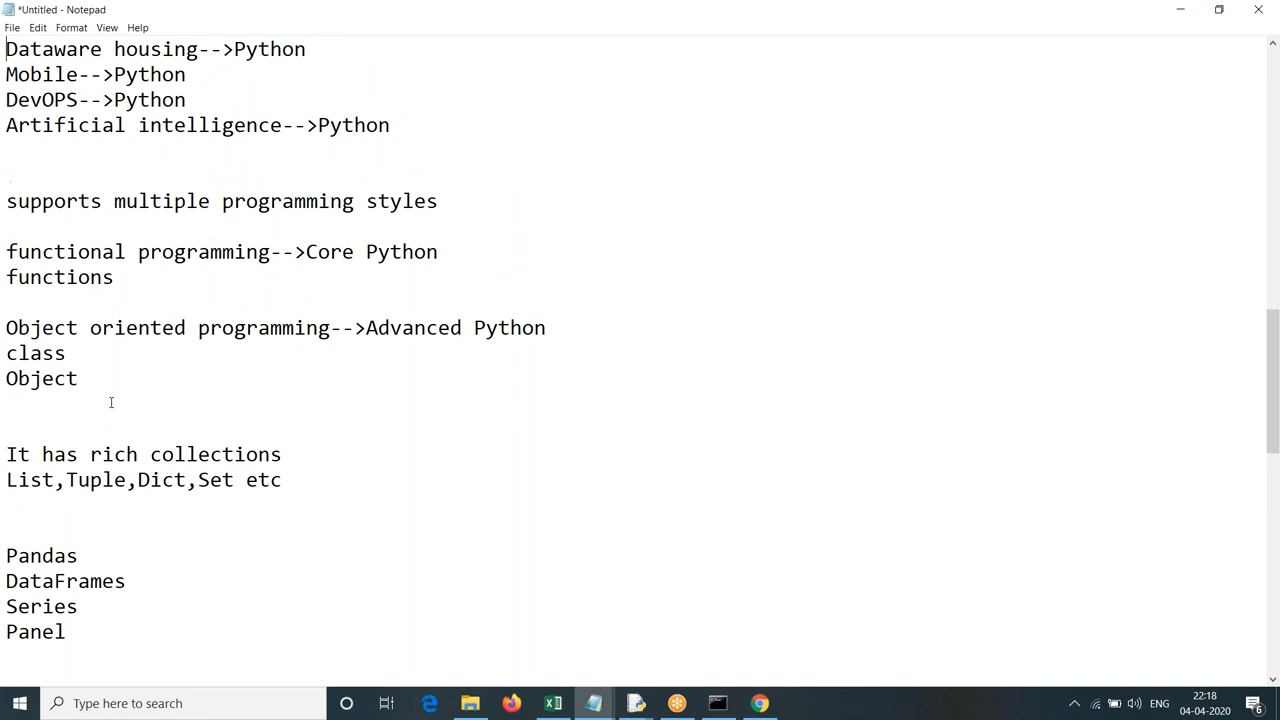 *Untitled - Notepad
File Edit Format View Help
Dataware housing-->Python
Mobile-->Python
DevOPS-->Python
Artificial intelligence-->Python
supports multiple programming styles
functional programming-->Core Python
functions
Object oriented programming-->Advanced Python
class
Object
It has rich collections
List,Tuple,Dict,Set etc
Pandas
DataFrames
Series
Panel
Type here to search
ENG
22:18
04-04-2020
6